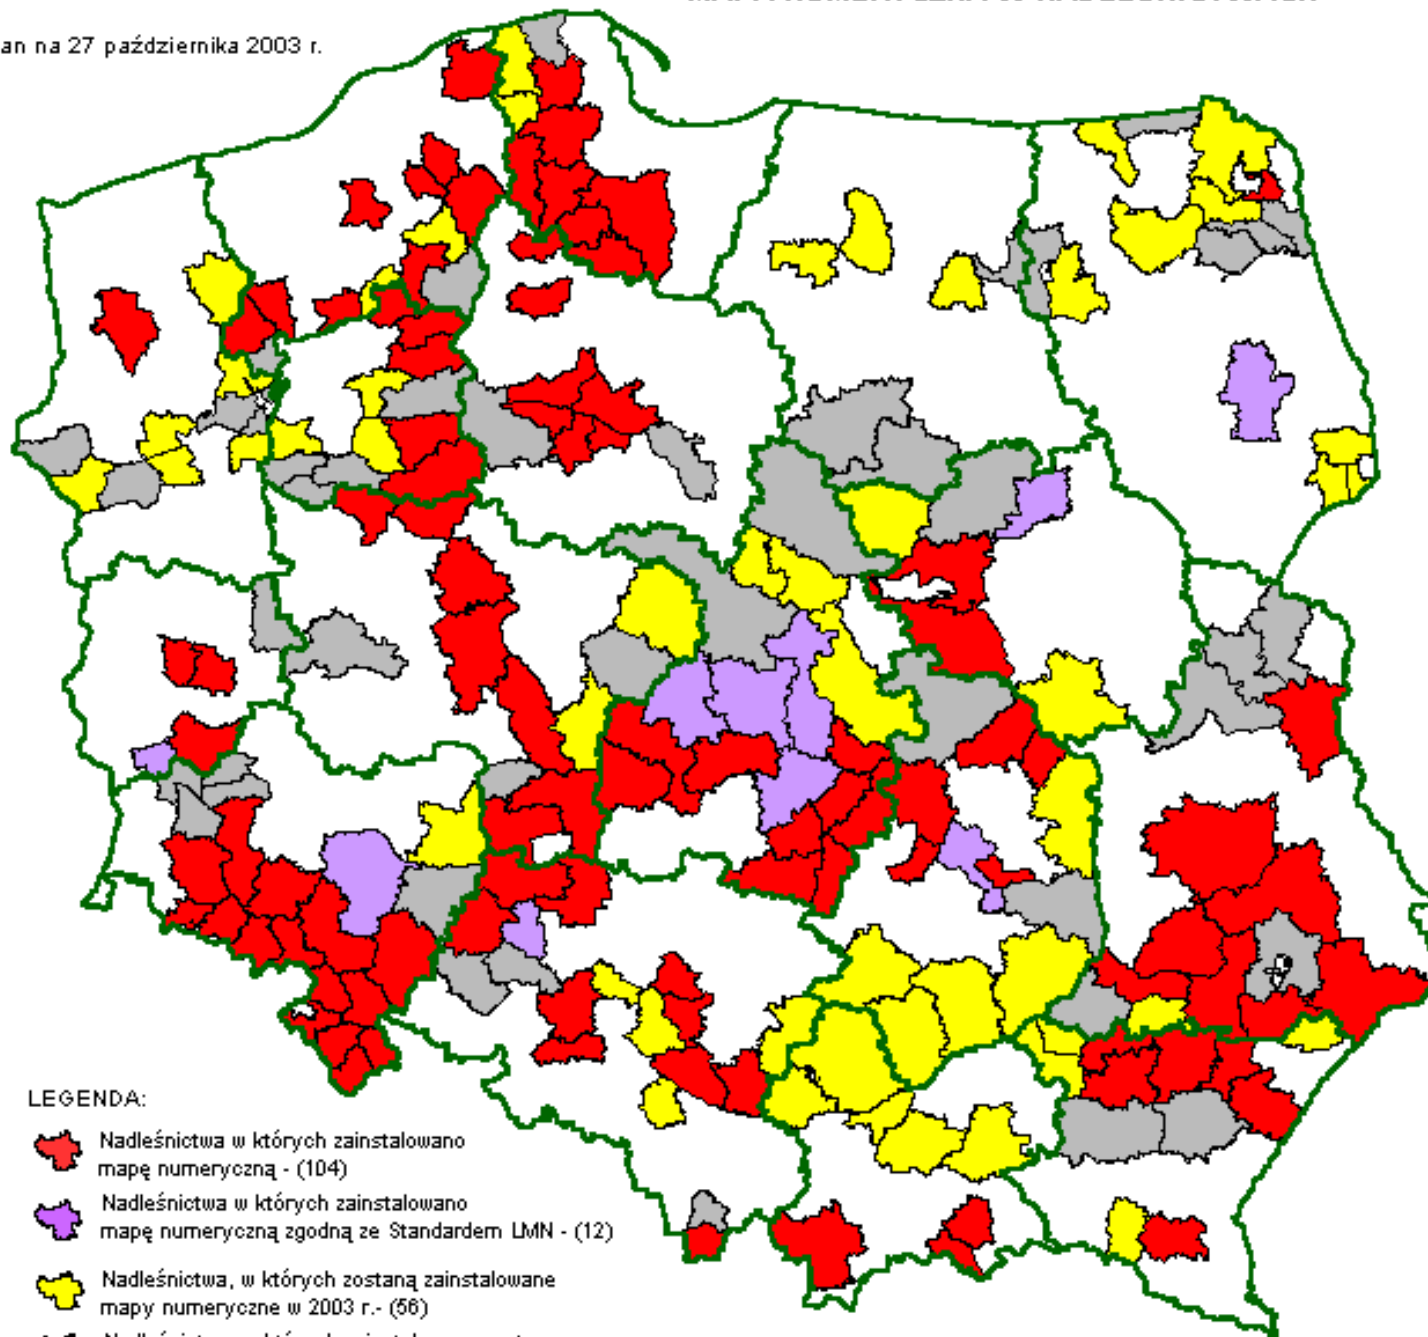 an na 27 października 2003 r.
LEGENDA:
Nadleśnictwa w których zainstalowano
mapę numeryczną - (104)
Nadleśnictwa w których zainstalowano
mapę numeryczną zgodną ze Standardem LMN - (12)
Nadleśnictwa, w których zostaną zainstalowane
mapy numeryczne w 2003 r.- (56)